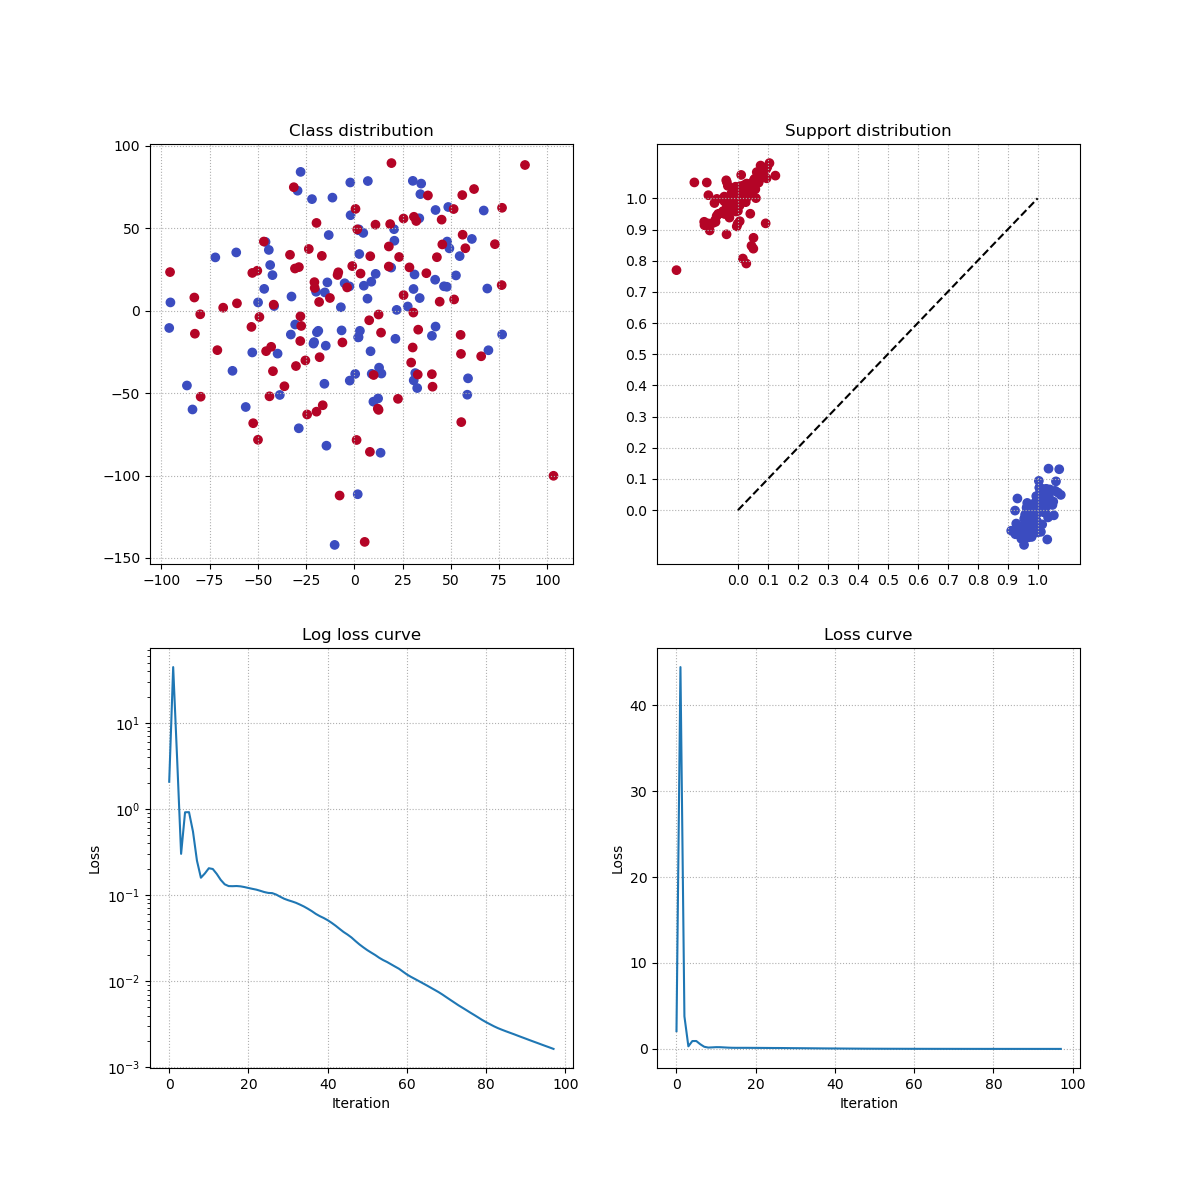 Class distribution
100
50
0
−50
−100
−150
−100 −75 −50 −25 0 25 50 75 100
Support distribution
1.0
0.9
0.8
0.7
0.6
0.5
0.4
0.3
0.2
0.1
0.0
0.0 0.1 0.2 0.3 0.4 0.5 0.6 0.7 0.8 0.9 1.0
Log loss curve
Loss
10¹
10⁰
10⁻¹
10⁻²
10⁻³
0 20 40 60 80 100
Iteration
Loss curve
Loss
40
30
20
10
0
0 20 40 60 80 100
Iteration